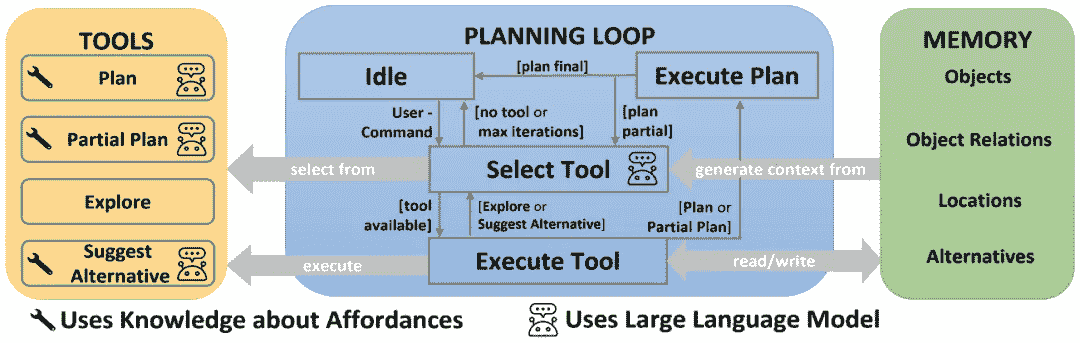 TOOLS
Plan
Partial Plan
Explore
Suggest
Alternative
PLANNING LOOP
Idle
[plan final]
Execute Plan
User -
Command
[no tool or
max iterations]
[plan
partial]
select from
Select Tool
generate context from
[tool
available]
[Explore or
Suggest Alternative]
[Plan or
Partial Plan]
execute
Execute Tool
read/write
MEMORY
Objects
Object Relations
Locations
Alternatives
Uses Knowledge about Affordances
Uses Large Language Model